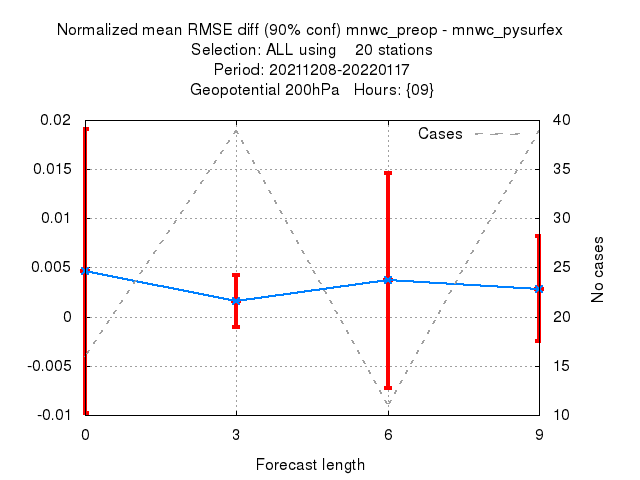 Normalized mean RMSE diff (90% conf) mnwc_preop - mnwc_pysurfex
Selection: ALL using    20 stations
Period: 20211208-20220117
Geopotential 200hPa   Hours: {09}
Cases
0.02
0.015
0.01
0.005
0
-0.005
-0.01
40
35
30
25
20
15
10
No cases
0 3 6 9
Forecast length